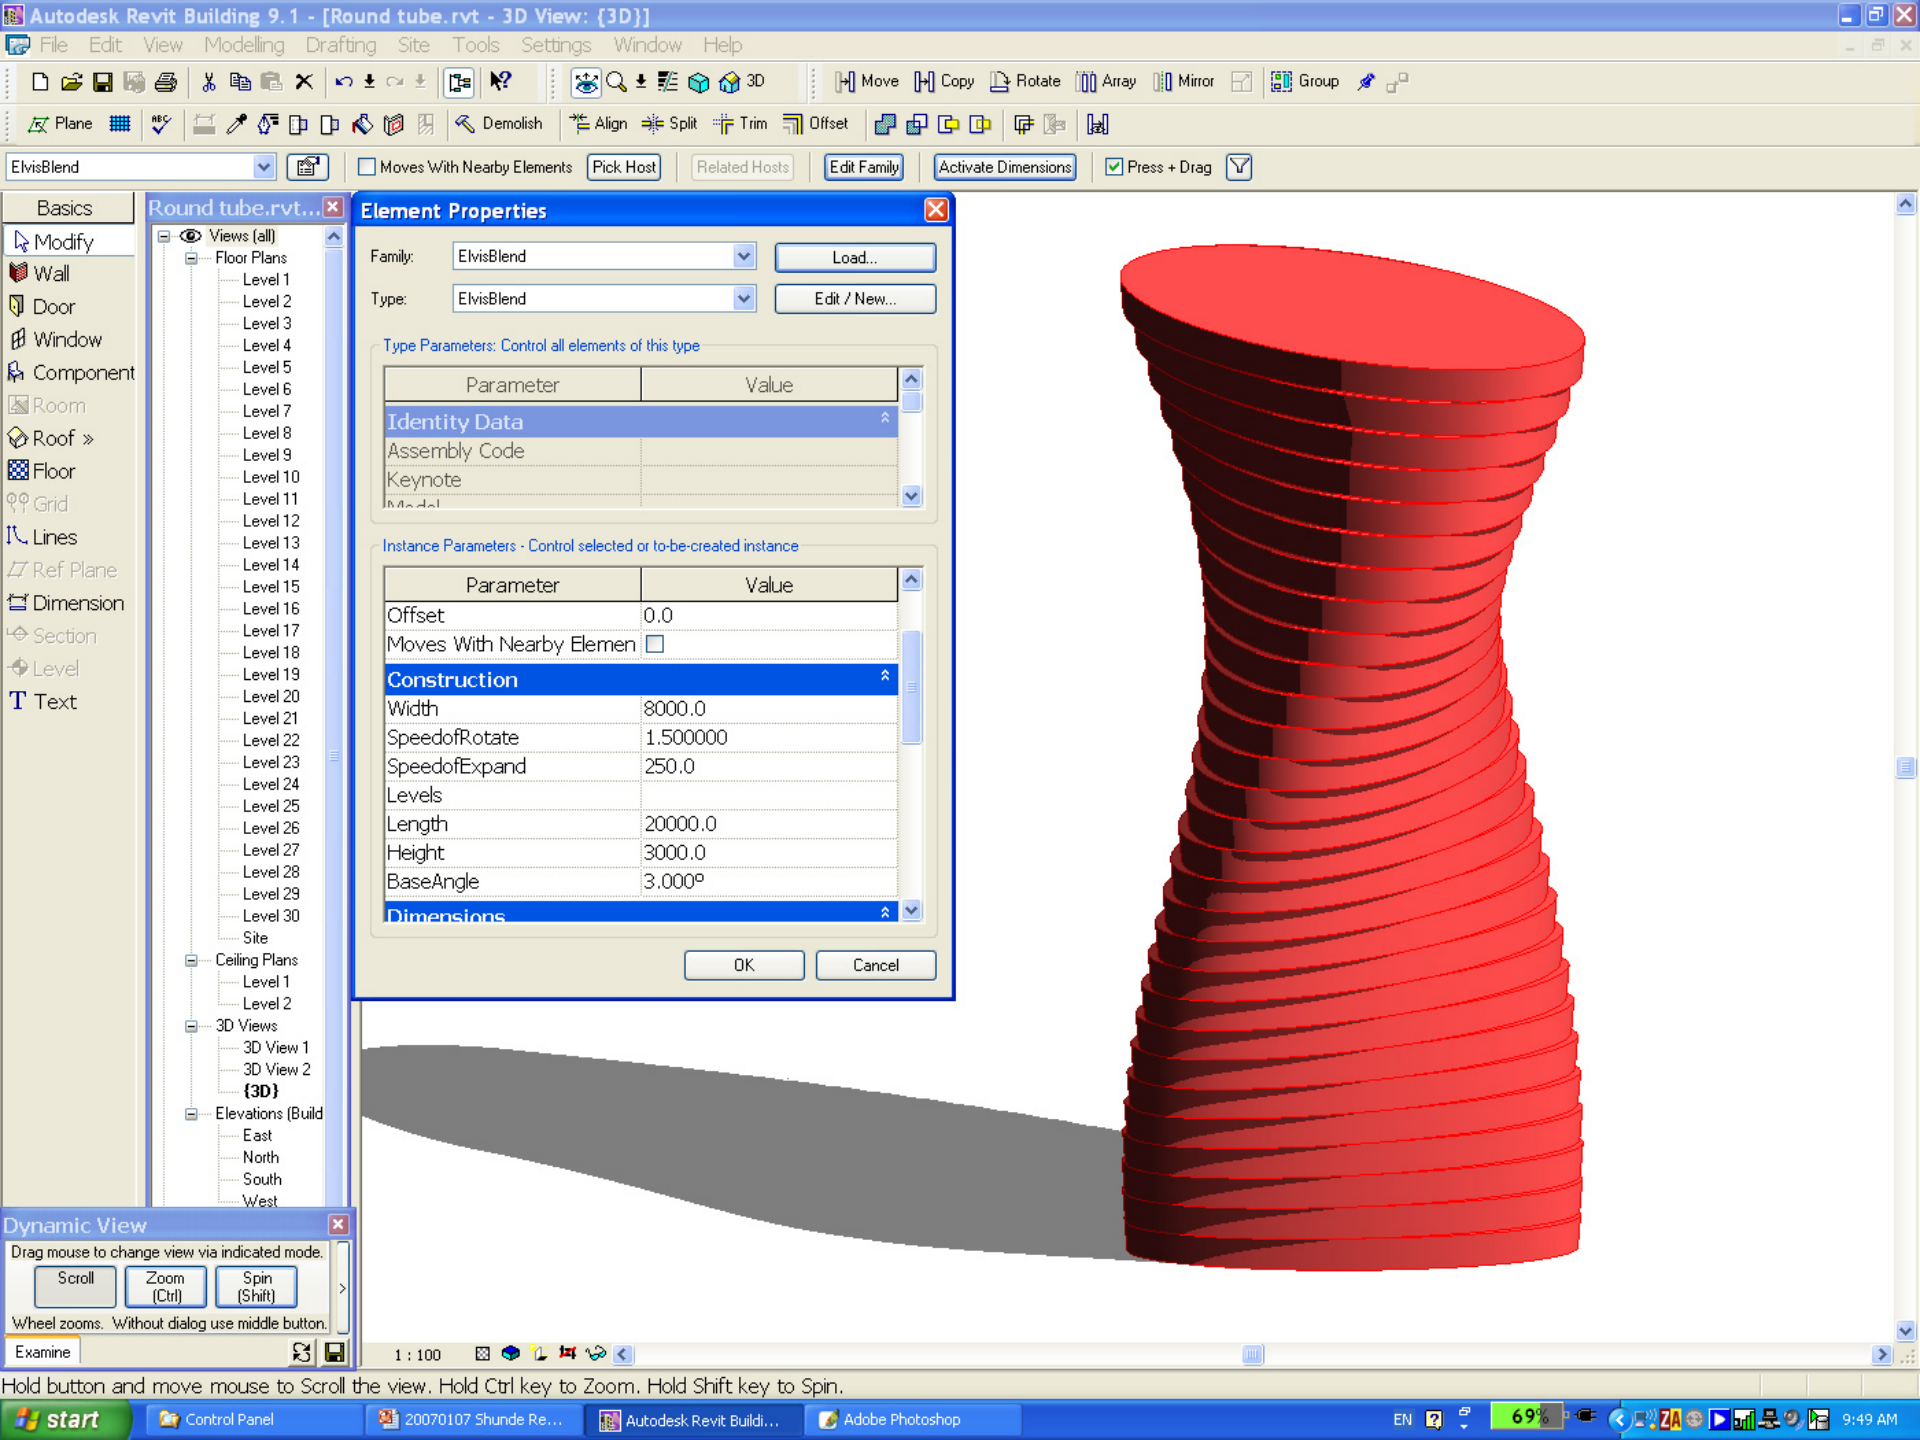 Autodesk Revit Building 9.1 - [Round tube.rvt - 3D View: {3D}]
File Edit View Modelling Drafting Site Tools Settings Window Help
3D Move Copy Rotate Array Mirror Group
Plane Demolish Align Split Trim Offset
ElvisBlend Moves With Nearby Elements Pick Host Related Hosts Edit Family Activate Dimensions Press + Drag
Basics
Modify
Wall
Door
Window
Component
Room
Roof »
Floor
Grid
Lines
Ref Plane
Dimension
Section
Level
Text
Round tube.rvt...
Views (all)
Floor Plans
Level 1
Level 2
Level 3
Level 4
Level 5
Level 6
Level 7
Level 8
Level 9
Level 10
Level 11
Level 12
Level 13
Level 14
Level 15
Level 16
Level 17
Level 18
Level 19
Level 20
Level 21
Level 22
Level 23
Level 24
Level 25
Level 26
Level 27
Level 28
Level 29
Level 30
Site
Ceiling Plans
Level 1
Level 2
3D Views
3D View 1
3D View 2
{3D}
Elevations (Build
East
North
South
West
Element Properties
Family: ElvisBlend Load...
Type: ElvisBlend Edit / New...
Type Parameters: Control all elements of this type
Parameter Value
Identity Data
Assembly Code
Keynote
Model
Instance Parameters - Control selected or to-be-created instance
Parameter Value
Offset 0.0
Moves With Nearby Elemen
Construction
Width 8000.0
SpeedofRotate 1.500000
SpeedofExpand 250.0
Levels
Length 20000.0
Height 3000.0
BaseAngle 3.000º
Dimensions
OK Cancel
Dynamic View
Drag mouse to change view via indicated mode.
Scroll Zoom (Ctrl) Spin (Shift)
Wheel zooms. Without dialog use middle button.
Examine
1 : 100
Hold button and move mouse to Scroll the view. Hold Ctrl key to Zoom. Hold Shift key to Spin.
start Control Panel 20070107 Shunde Re... Autodesk Revit Buildi... Adobe Photoshop EN 69% ZA 9:49 AM